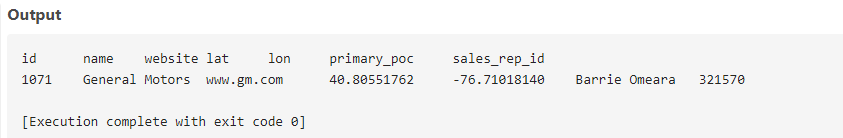 Output
id name website lat lon primary_poc sales_rep_id
1071 General Motors www.gm.com 40.80551762 -76.71018140 Barrie Omeara 321570
[Execution complete with exit code 0]